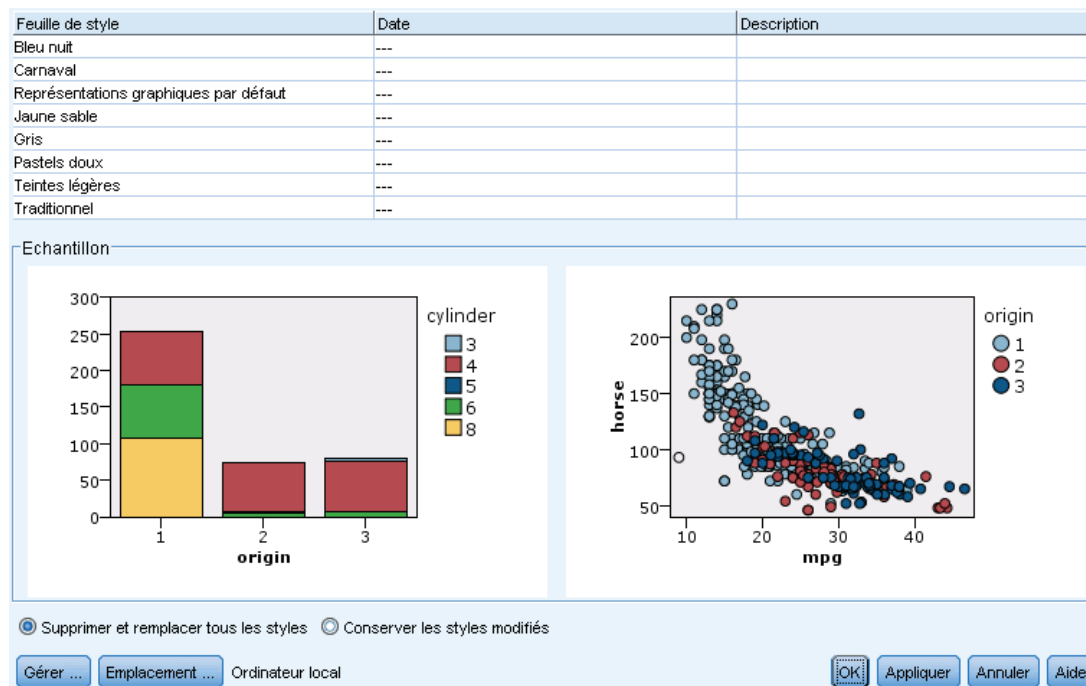 Feuille de style Date Description
Bleu nuit ---
Carnaval ---
Représentations graphiques par défaut ---
Jaune sable ---
Gris ---
Pastels doux ---
Teintes légères ---
Traditionnel ---
Echantillon
300
250
200
150
100
50
0
1 2 3
origin
cylinder
3
4
5
6
8
horse
200
150
100
50
10 20 30 40
mpg
origin
1
2
3
Supprimer et remplacer tous les styles Conserver les styles modifiés
Gérer ... Emplacement ... Ordinateur local OK Appliquer Annuler Aide